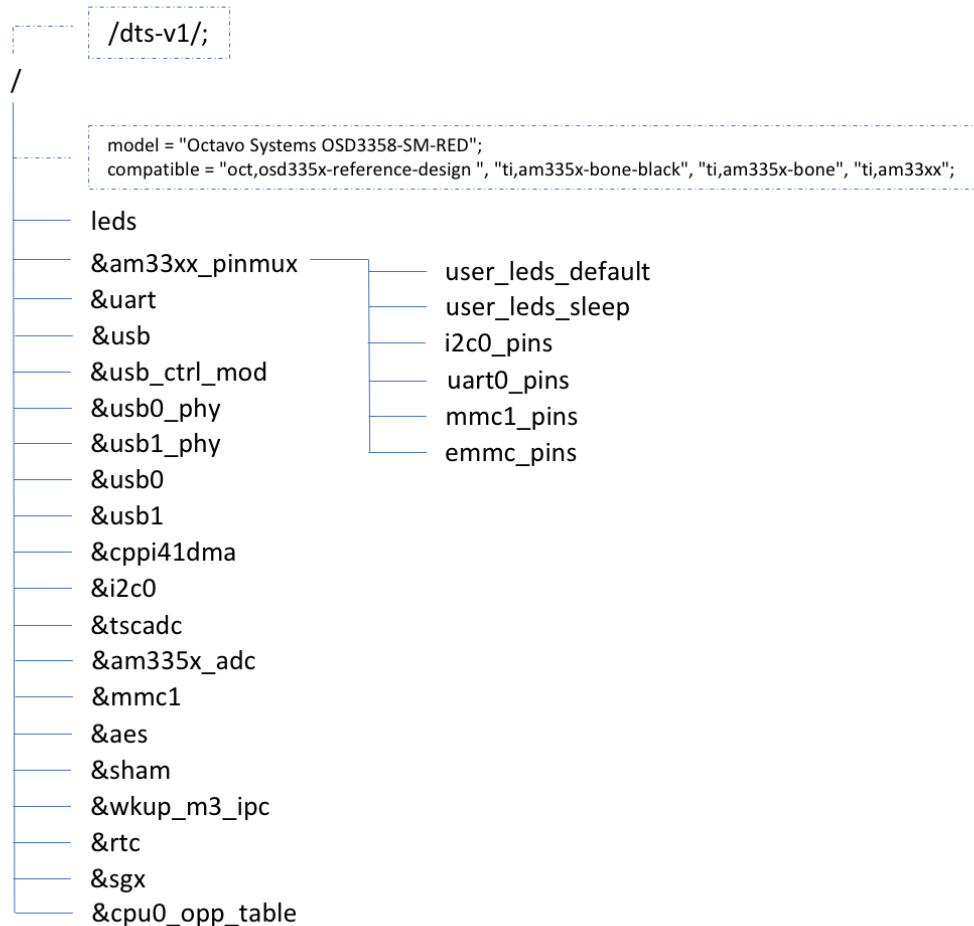 /dts-v1/;
/
model = "Octavo Systems OSD3358-SM-RED";
compatible = "oct,osd335x-reference-design ", "ti,am335x-bone-black", "ti,am335x-bone", "ti,am33xx";
leds
&am33xx_pinmux
user_leds_default
user_leds_sleep
i2c0_pins
uart0_pins
mmc1_pins
emmc_pins
&uart
&usb
&usb_ctrl_mod
&usb0_phy
&usb1_phy
&usb0
&usb1
&cppi41dma
&i2c0
&tscadc
&am335x_adc
&mmc1
&aes
&sham
&wkup_m3_ipc
&rtc
&sgx
&cpu0_opp_table